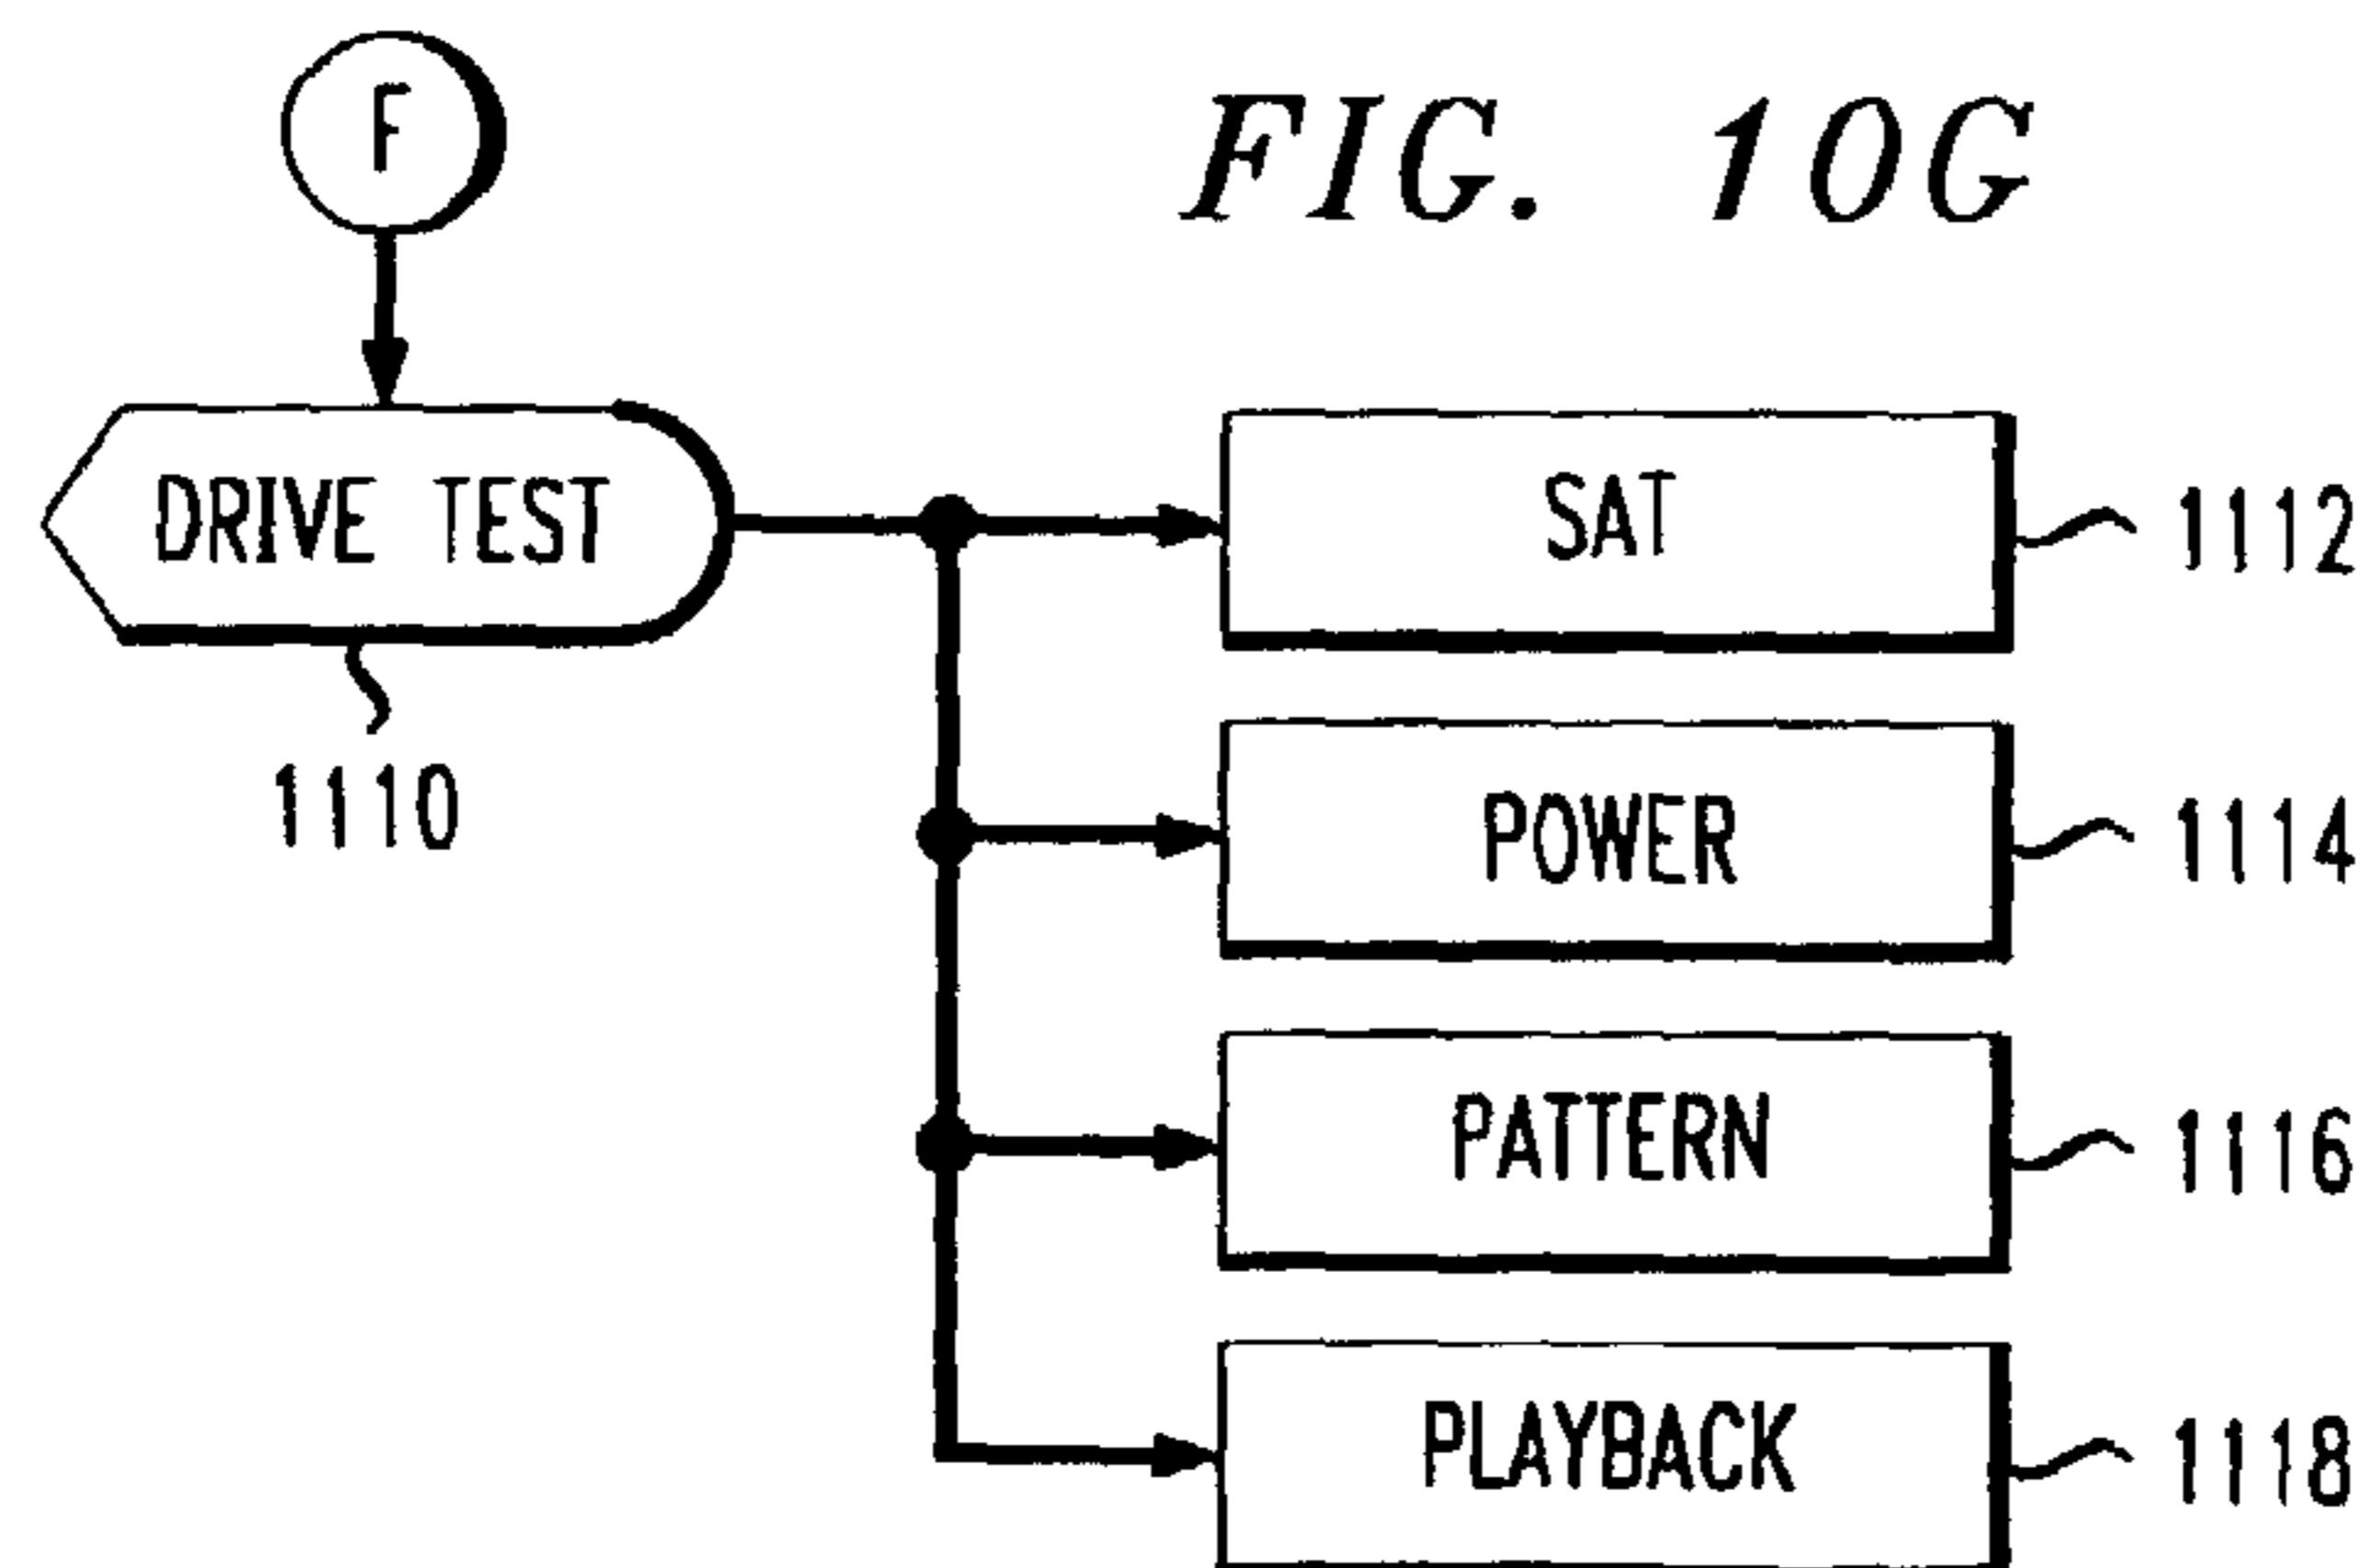 F
FIG. 10G
DRIVE TEST
1110
SAT
1112
POWER
1114
PATTERN
1116
PLAYBACK
1118